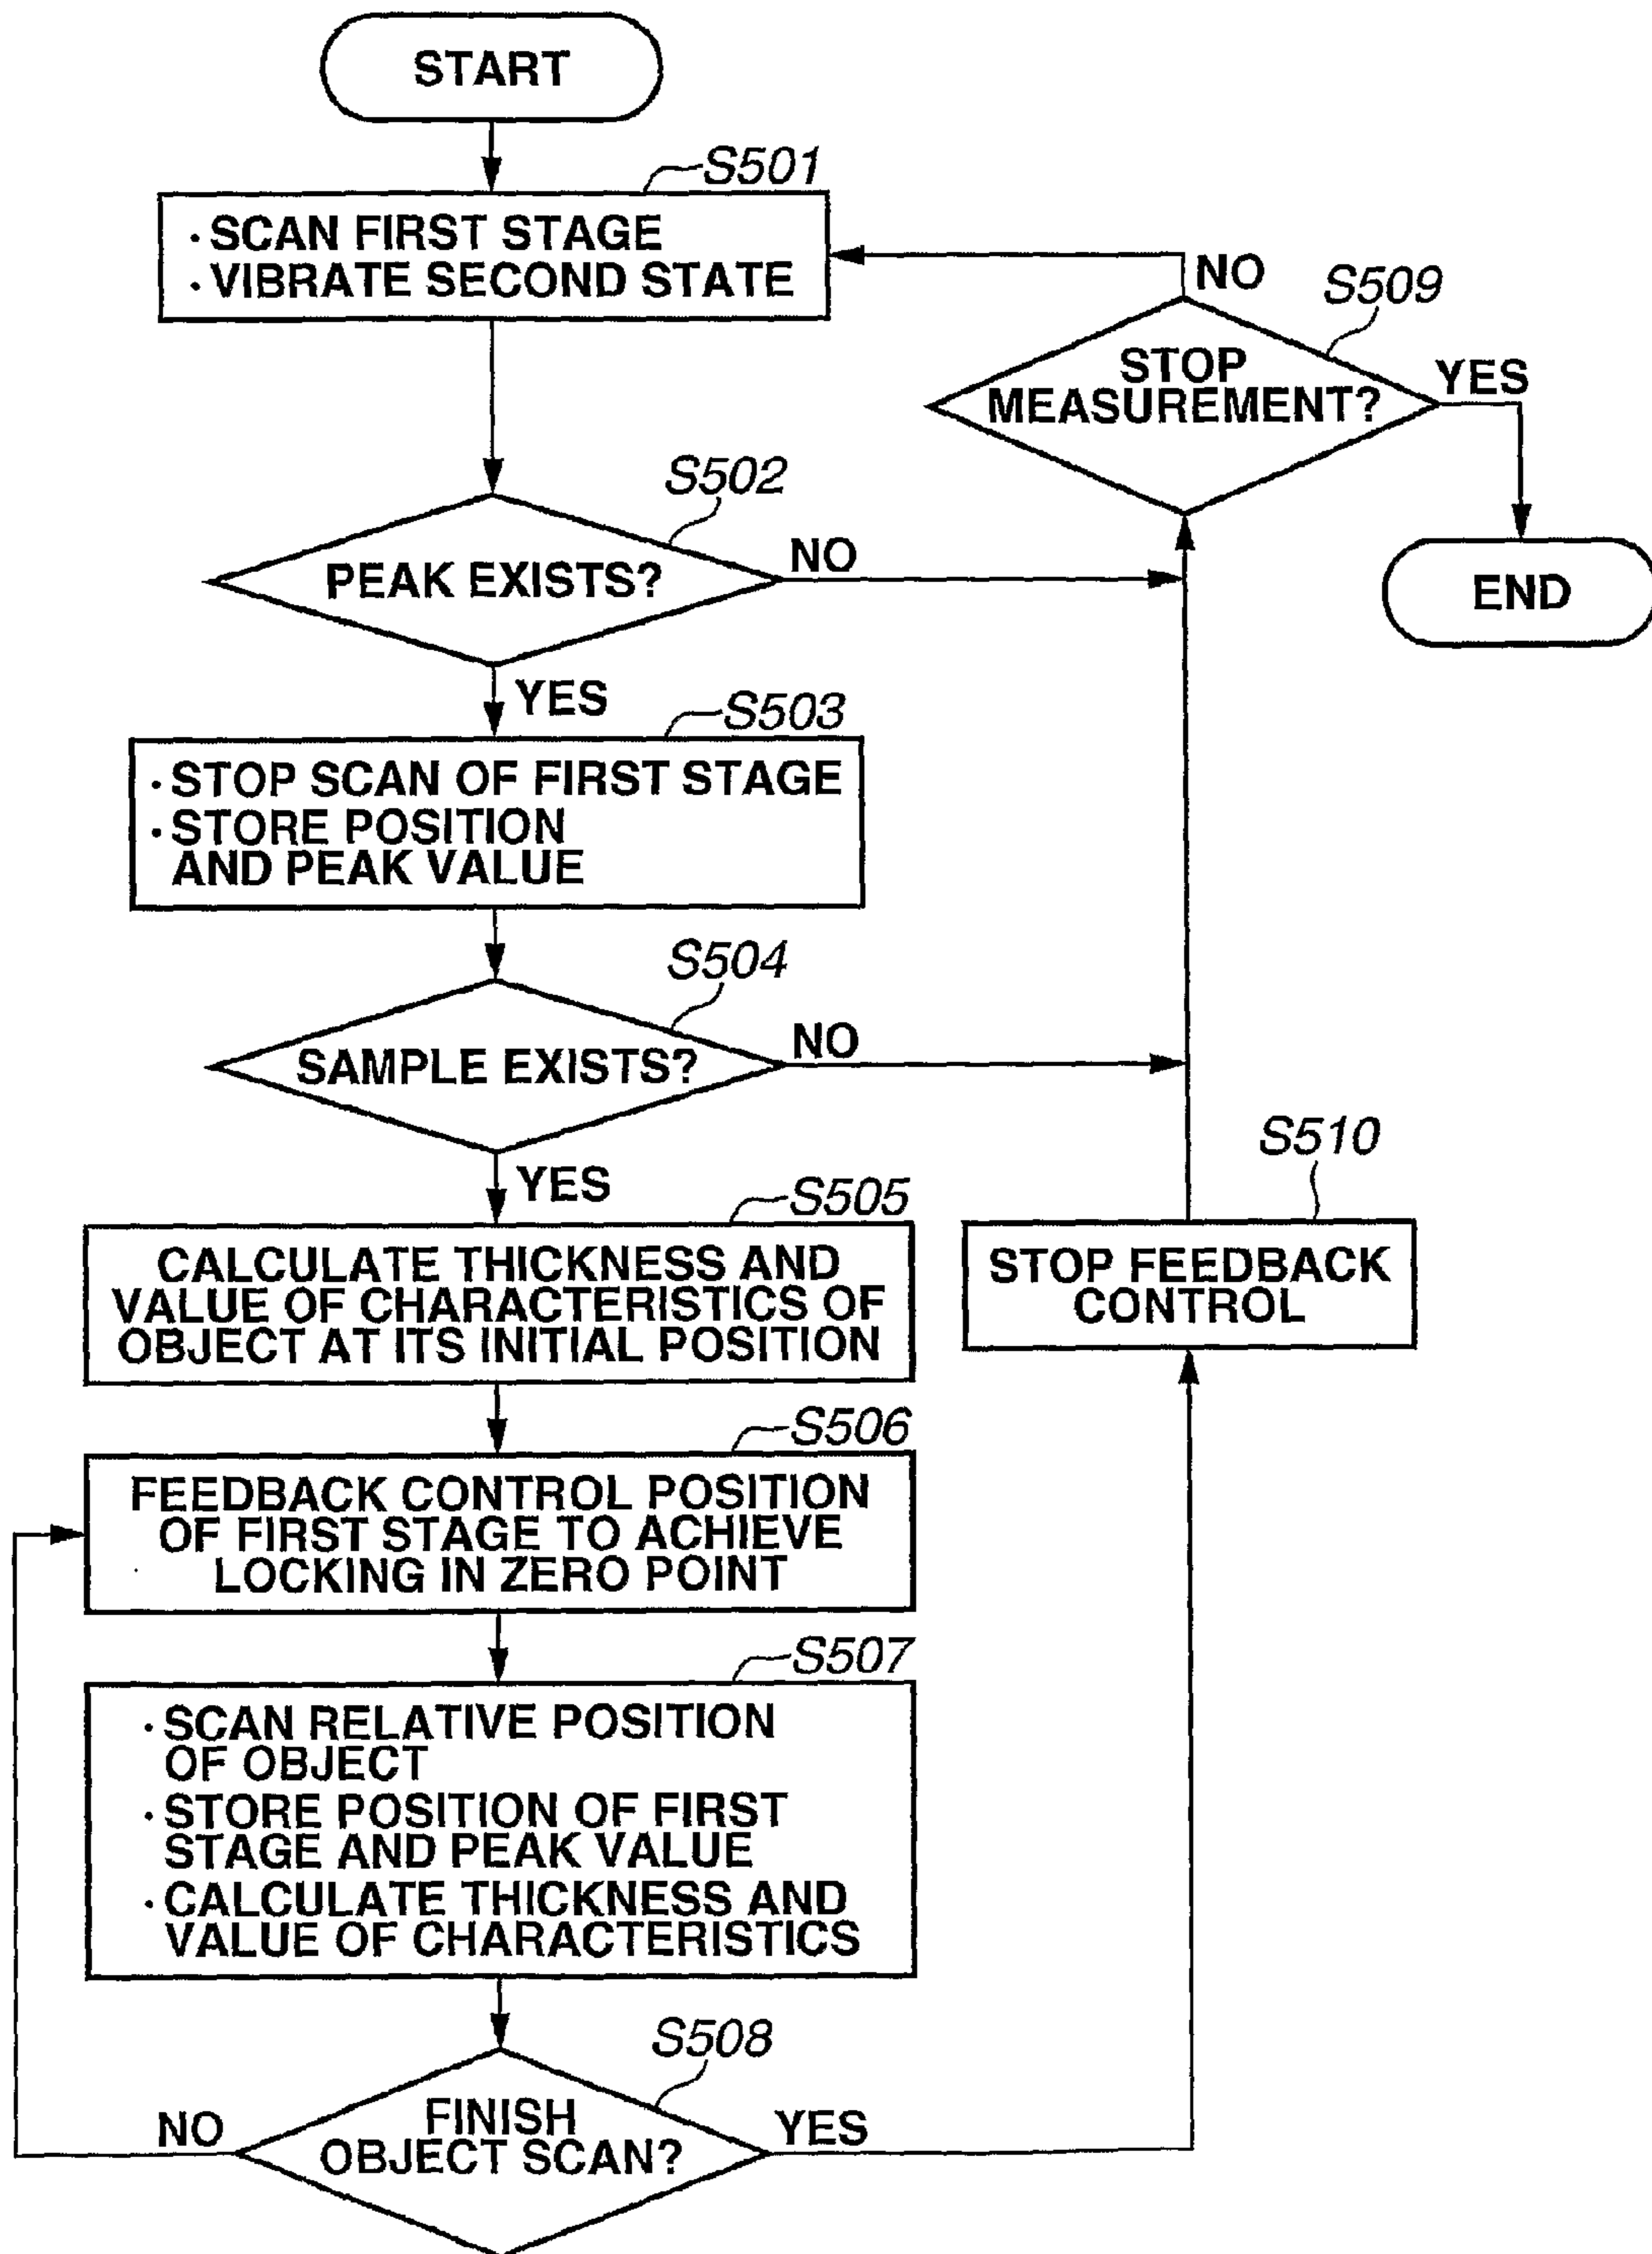 START
S501
· SCAN FIRST STAGE
· VIBRATE SECOND STATE
NO
S509
STOP
MEASUREMENT?
YES
END
S502
PEAK EXISTS?
NO
YES
S503
· STOP SCAN OF FIRST STAGE
· STORE POSITION
AND PEAK VALUE
S504
SAMPLE EXISTS?
NO
YES
S505
CALCULATE THICKNESS AND
VALUE OF CHARACTERISTICS OF
OBJECT AT ITS INITIAL POSITION
S510
STOP FEEDBACK
CONTROL
S506
FEEDBACK CONTROL POSITION
OF FIRST STAGE TO ACHIEVE
LOCKING IN ZERO POINT
S507
· SCAN RELATIVE POSITION
OF OBJECT
· STORE POSITION OF FIRST
STAGE AND PEAK VALUE
· CALCULATE THICKNESS AND
VALUE OF CHARACTERISTICS
S508
FINISH
OBJECT SCAN?
NO
YES